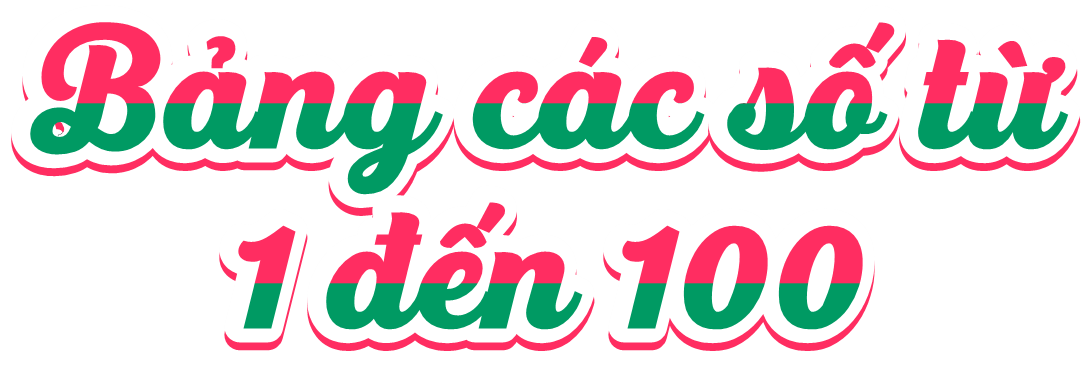 Bảng các số từ
1 đến 100